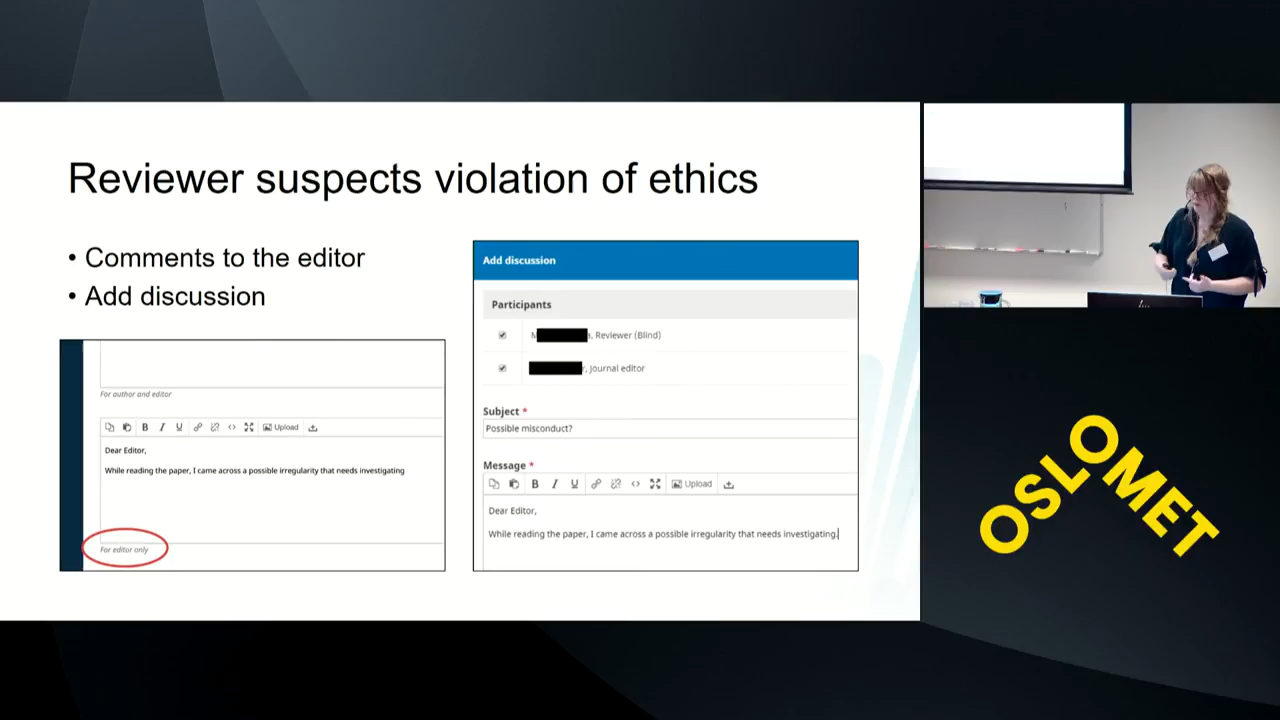 Reviewer suspects violation of ethics
• Comments to the editor
• Add discussion
For author and editor
B I U Upload
Dear Editor,
While reading the paper, I came across a possible irregularity that needs investigating
For editor only
Add discussion
Participants
, Reviewer (Blind)
, Journal editor
Subject *
Possible misconduct?
Message *
B I U Upload
Dear Editor,
While reading the paper, I came across a possible irregularity that needs investigating.
OSLOMET